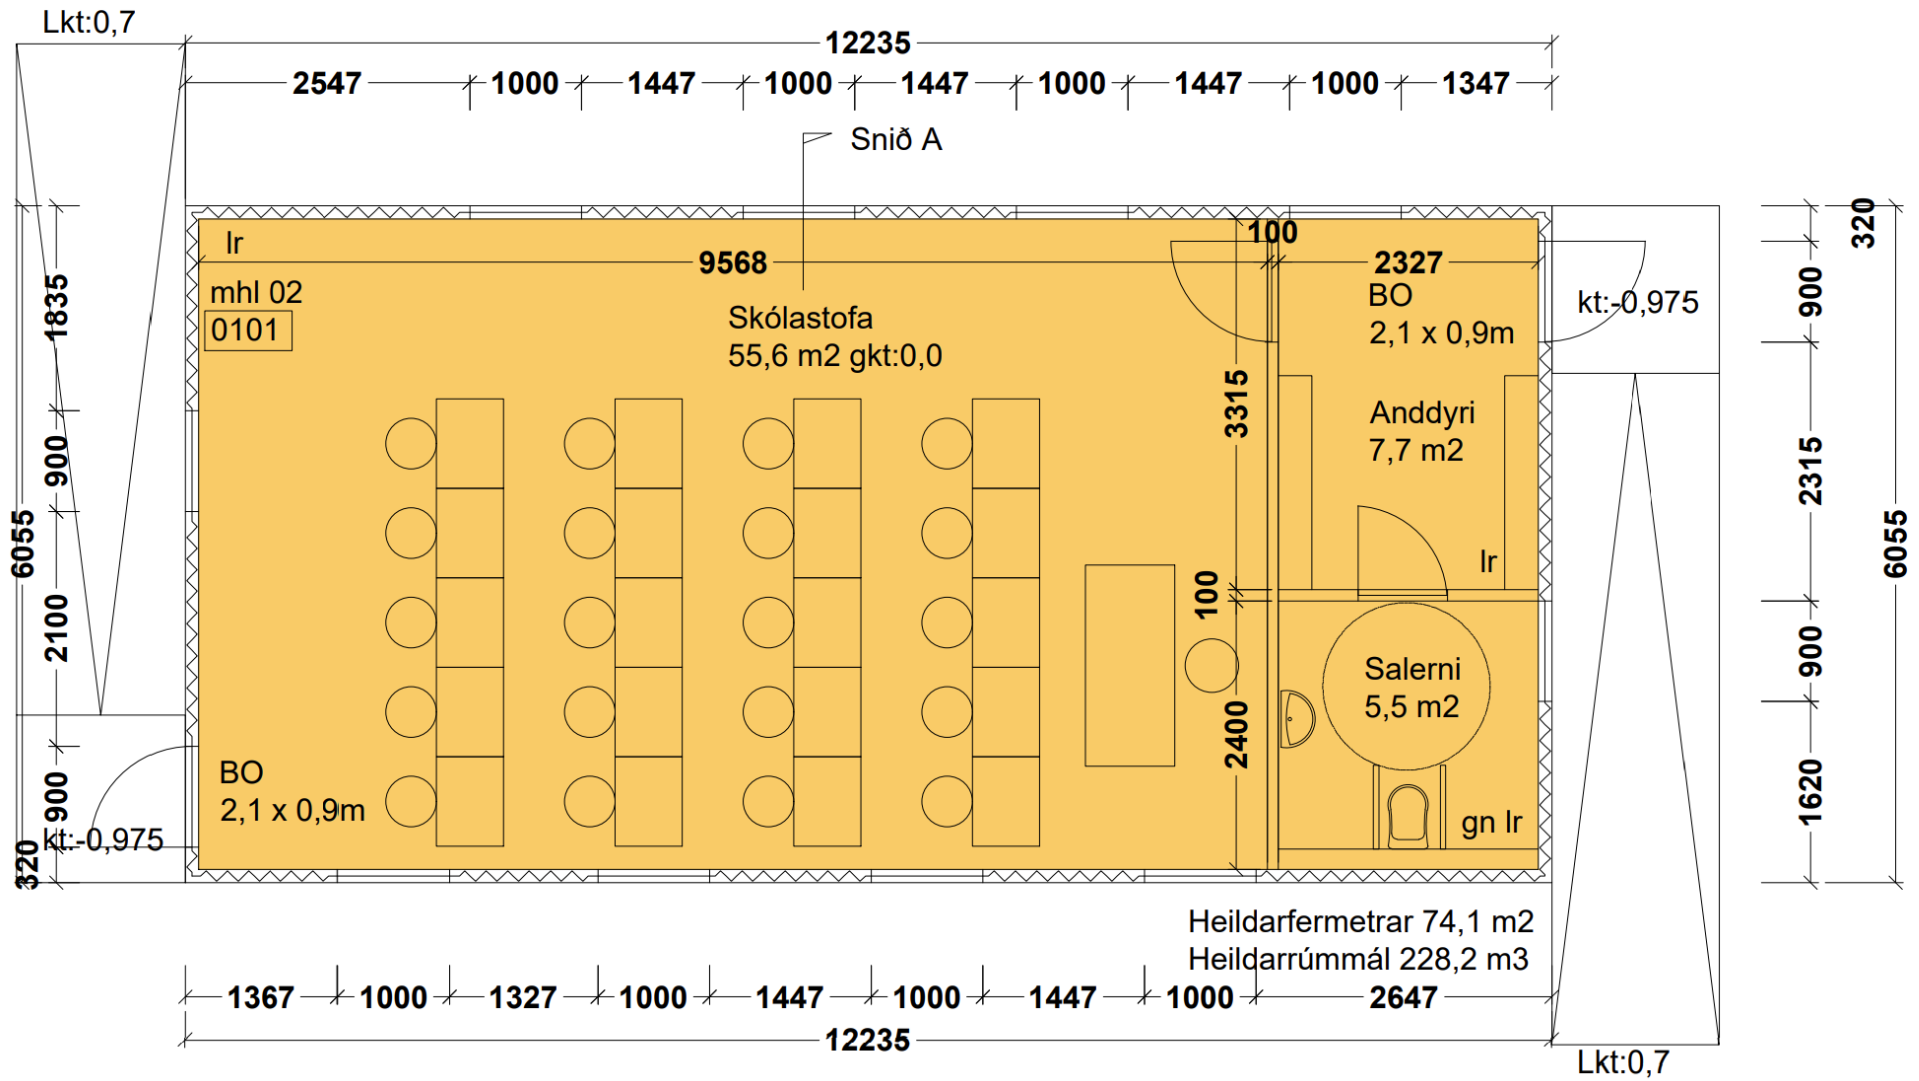 Lkt:0,7
12235
2547 1000 1447 1000 1447 1000 1447 1000 1347
Snið A
lr
100
320
9568
2327
mhl 02
0101
Skólastofa
55,6 m2 gkt:0,0
BO
2,1 x 0,9m
kt:-0,975
900
1835
3315
Anddyri
7,7 m2
2315
900
6055
6055
lr
100
2100
Salerni
5,5 m2
900
2400
BO
2,1 x 0,9m
900
gn lr
1620
kt:-0,975
320
Heildarfermetrar 74,1 m2
Heildarrúmmál 228,2 m3
1367 1000 1327 1000 1447 1000 1447 1000 2647
12235
Lkt:0,7